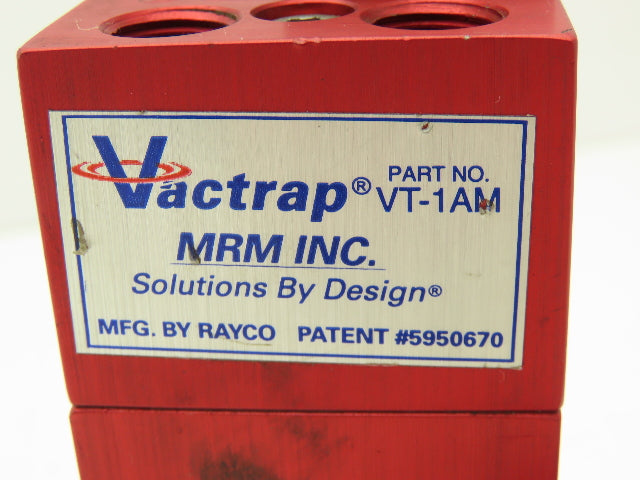 Vactrap® PART NO. VT-1AM
MRM INC.
Solutions By Design®
MFG. BY RAYCO PATENT #5950670